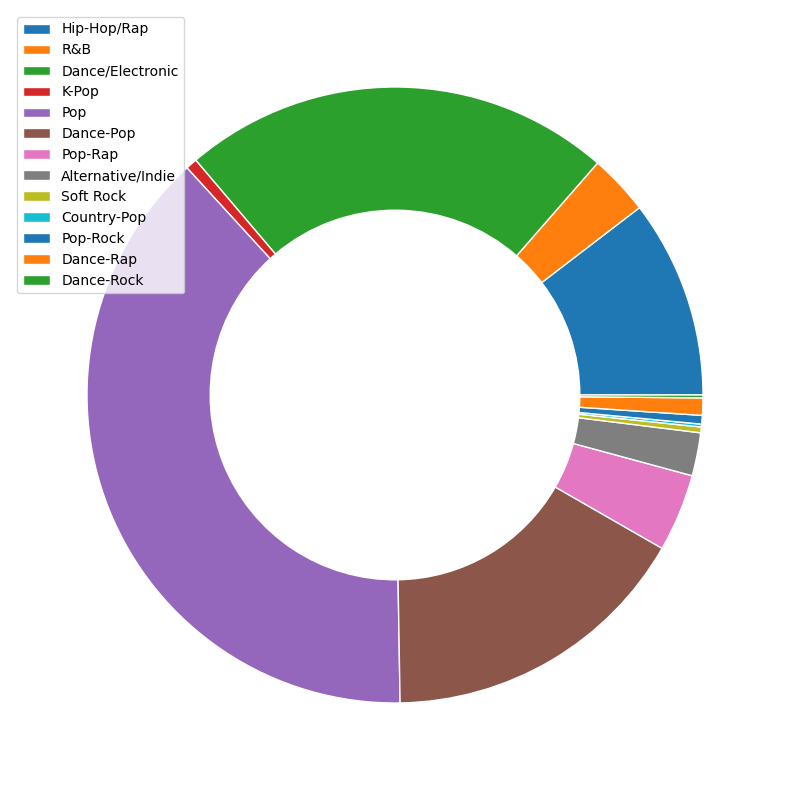 Hip-Hop/Rap
R&B
Dance/Electronic
K-Pop
Pop
Dance-Pop
Pop-Rap
Alternative/Indie
Soft Rock
Country-Pop
Pop-Rock
Dance-Rap
Dance-Rock